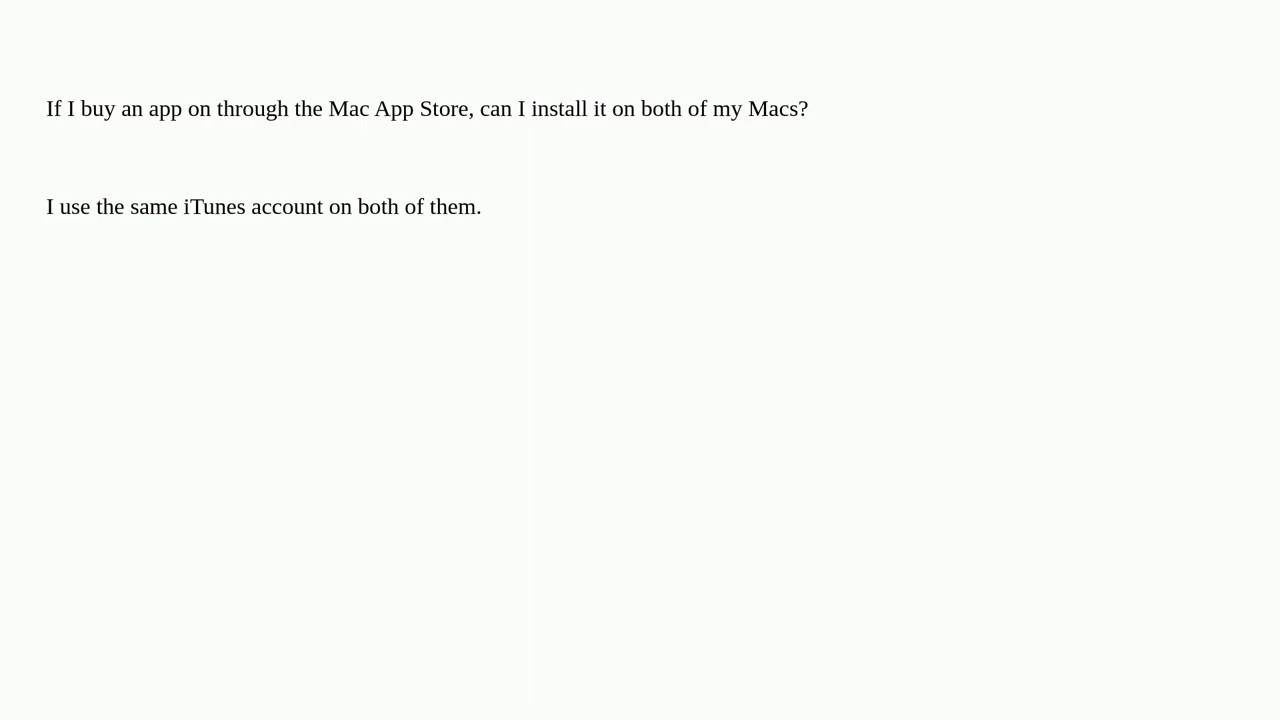 If I buy an app on through the Mac App Store, can I install it on both of my Macs?
I use the same iTunes account on both of them.